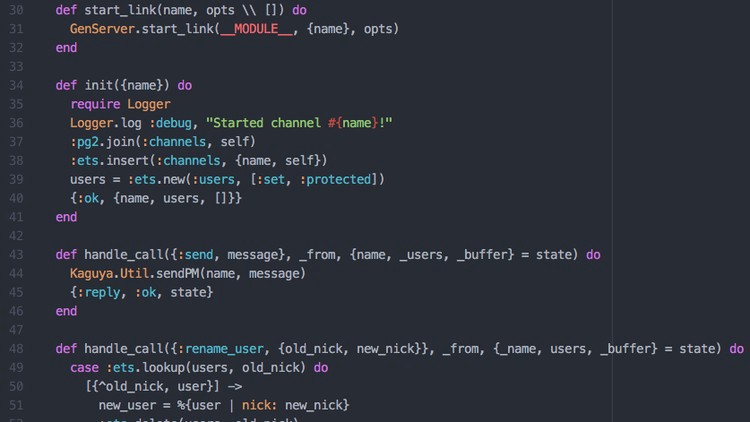 30 def start_link(name, opts \\ []) do
31 GenServer.start_link(__MODULE__, {name}, opts)
32 end
33
34 def init({name}) do
35 require Logger
36 Logger.log :debug, "Started channel #{name}!"
37 :pg2.join(:channels, self)
38 :ets.insert(:channels, {name, self})
39 users = :ets.new(:users, [:set, :protected])
40 {:ok, {name, users, []}}
41 end
42
43 def handle_call({:send, message}, _from, {name, _users, _buffer} = state) do
44 Kaguya.Util.sendPM(name, message)
45 {:reply, :ok, state}
46 end
47
48 def handle_call({:rename_user, {old_nick, new_nick}}, _from, {_name, users, _buffer} = state) do
49 case :ets.lookup(users, old_nick) do
50 [{^old_nick, user}] ->
51 new_user = %{user | nick: new_nick}
52 :ets.delete(users, old_nick)